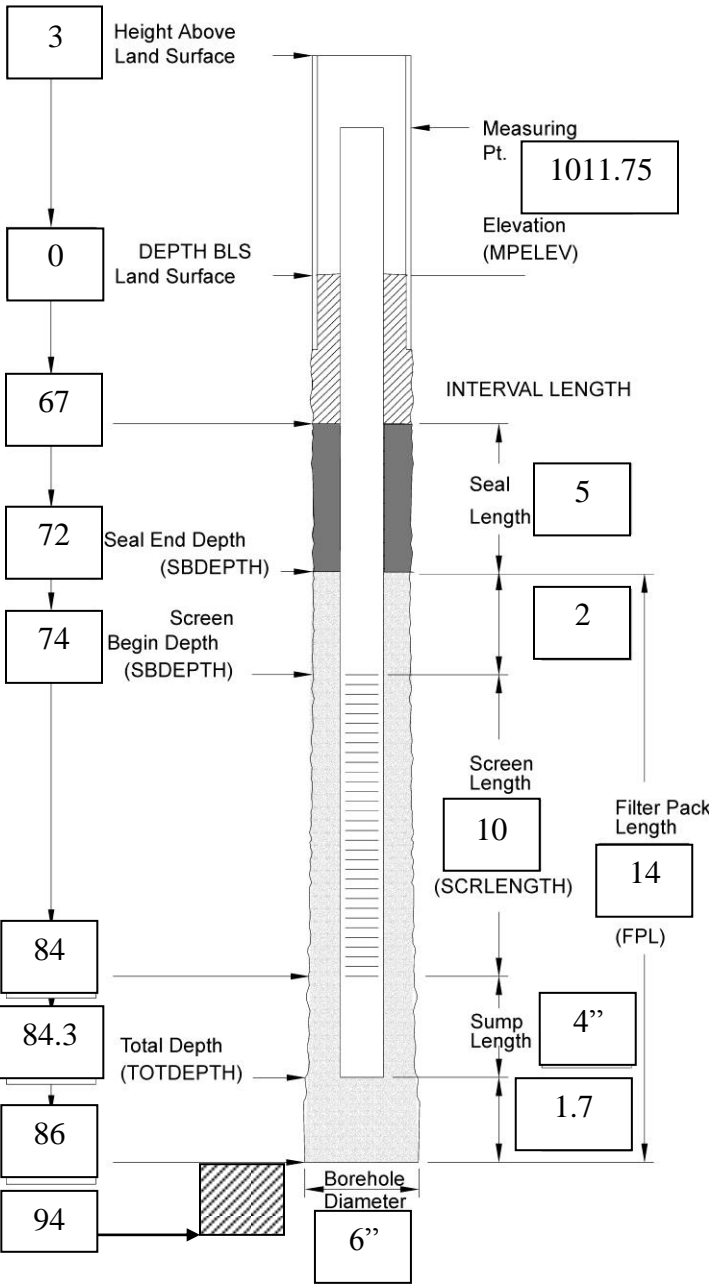 3
Height Above
Land Surface
Measuring
Pt.
1011.75
Elevation
(MPELEV)
0
DEPTH BLS
Land Surface
67
INTERVAL LENGTH
Seal
Length
5
72
Seal End Depth
(SBDEPTH)
2
74
Screen
Begin Depth
(SBDEPTH)
Screen
Length
10
(SCRLENGTH)
Filter Pack
Length
14
(FPL)
84
84.3
Total Depth
(TOTDEPTH)
Sump
Length
4”
1.7
86
94
Borehole
Diameter
6”